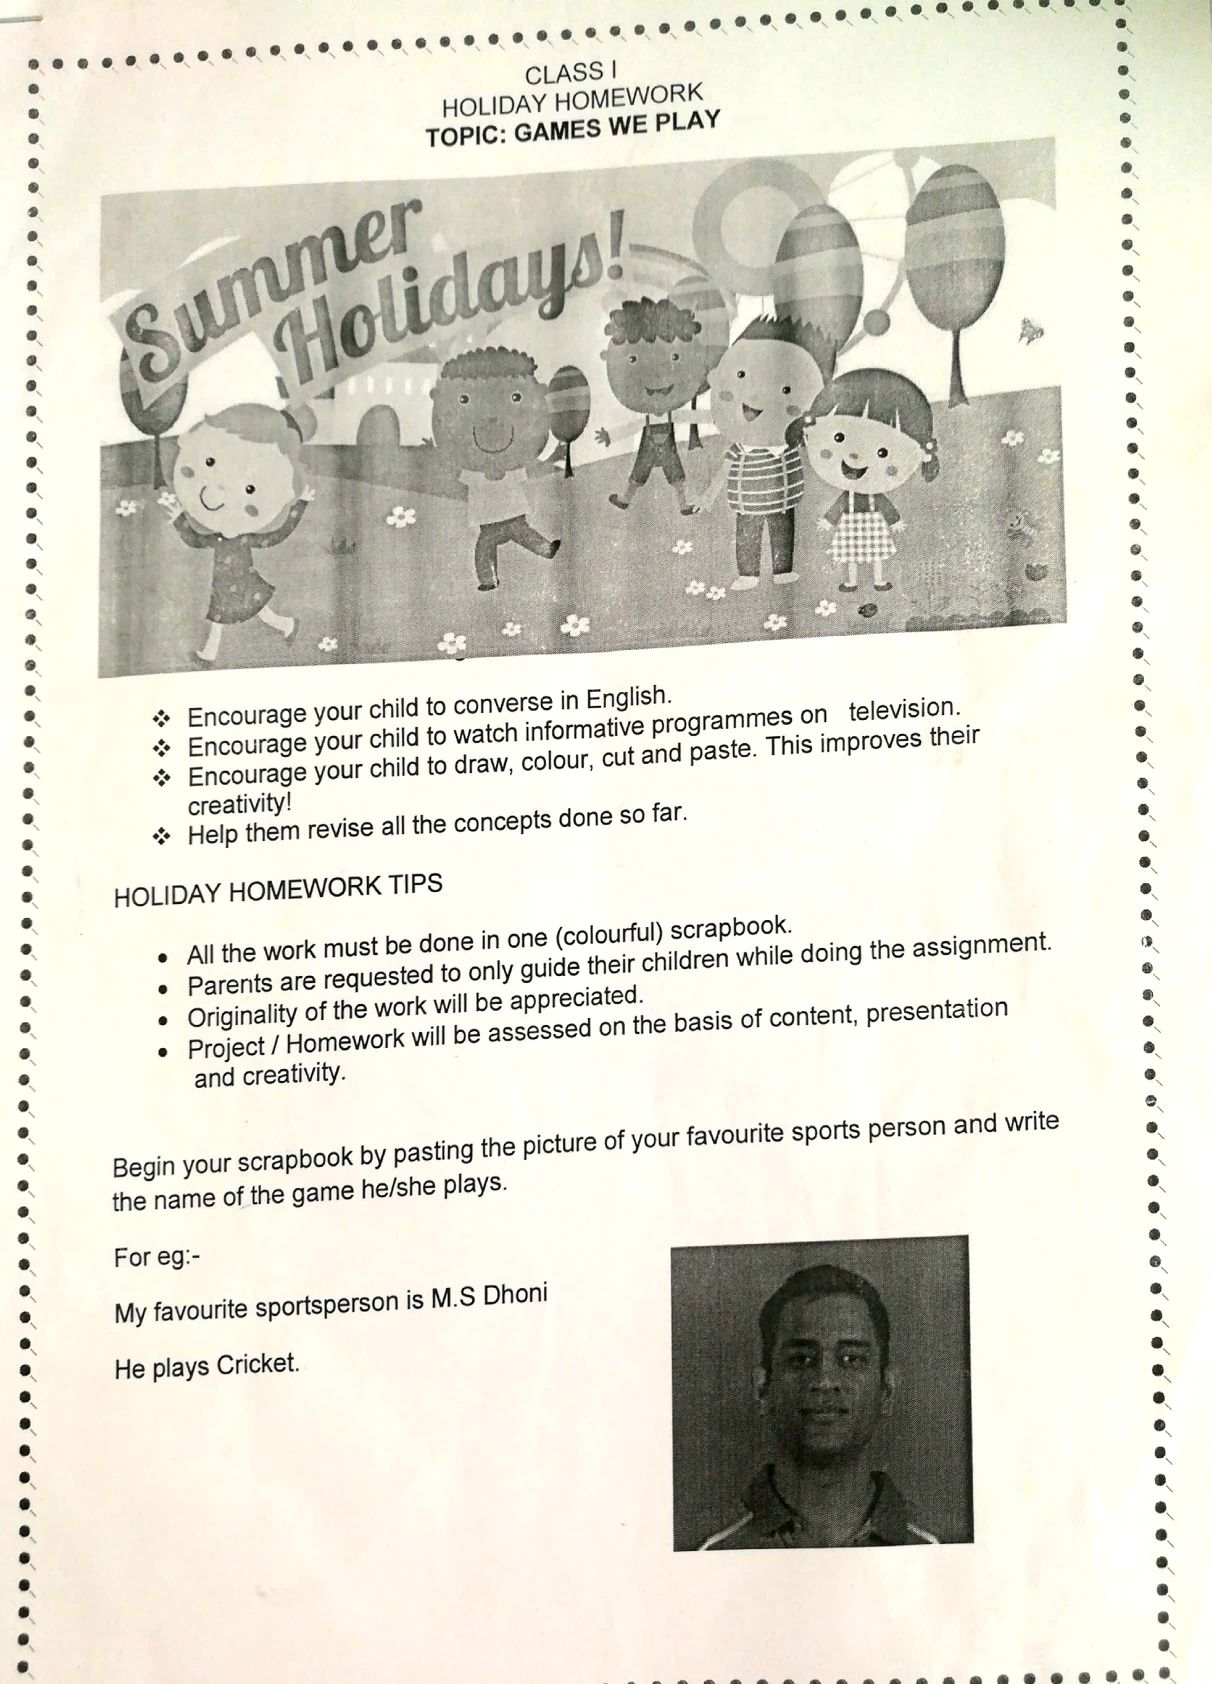 CLASS I
HOLIDAY HOMEWORK
TOPIC: GAMES WE PLAY
Summer
Holidays!
❖ Encourage your child to converse in English.
❖ Encourage your child to watch informative programmes on television.
❖ Encourage your child to draw, colour, cut and paste. This improves their
creativity!
❖ Help them revise all the concepts done so far.
HOLIDAY HOMEWORK TIPS
• All the work must be done in one (colourful) scrapbook.
• Parents are requested to only guide their children while doing the assignment.
• Originality of the work will be appreciated.
• Project / Homework will be assessed on the basis of content, presentation
and creativity.
Begin your scrapbook by pasting the picture of your favourite sports person and write
the name of the game he/she plays.
For eg:-
My favourite sportsperson is M.S Dhoni
He plays Cricket.